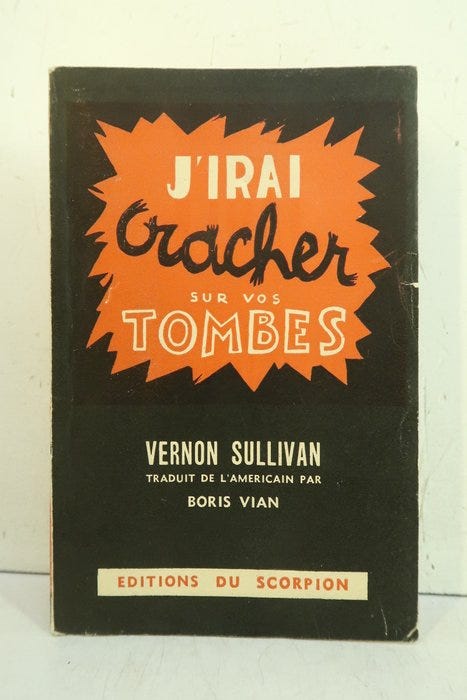 J'IRAI
cracher
SUR VOS
TOMBES
VERNON SULLIVAN
TRADUIT DE L'AMERICAIN PAR
BORIS VIAN
EDITIONS DU SCORPION